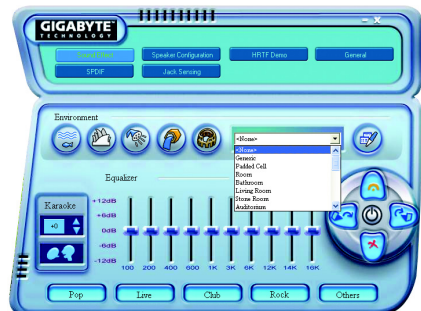 GIGABYTE™
TECHNOLOGY
Sound Effect
Speaker Configuration
HRTF Demo
General
SPDIF
Jack Sensing
Environment
<None>
<None>
Generic
Padded Cell
Room
Bathroom
Living Room
Stone Room
Auditorium
Equalizer
Karaoke
+0
+12dB
+6dB
0dB
-6dB
-12dB
100 200 400 600 1K 3K 6K 12K 14K 16K
Pop
Live
Club
Rock
Others